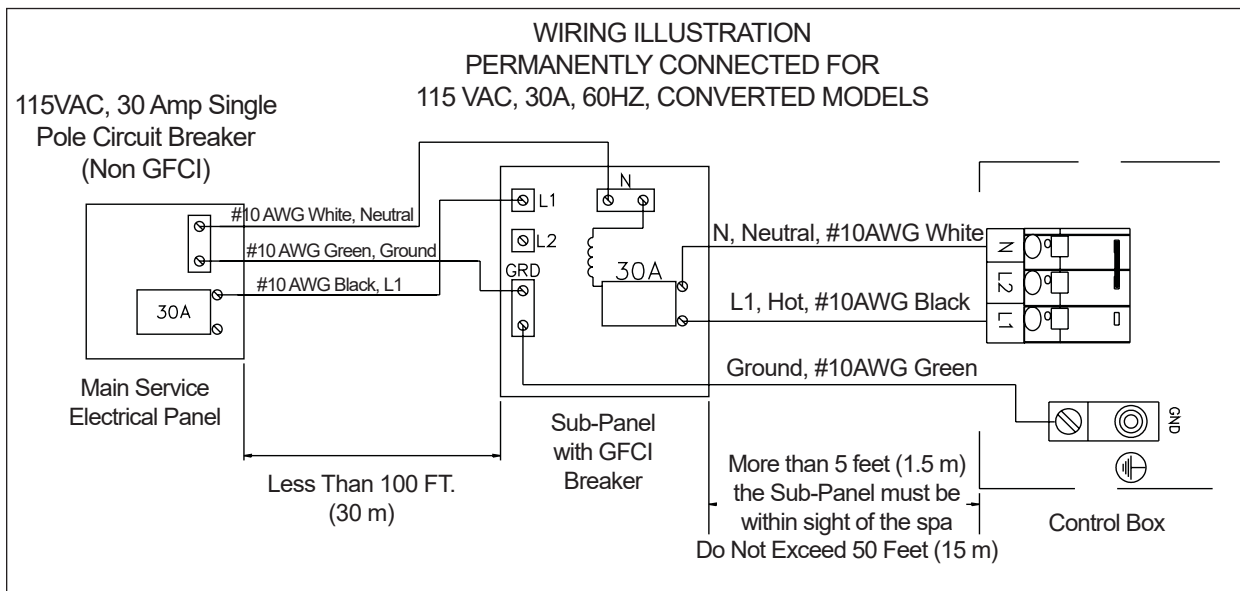 WIRING ILLUSTRATION
PERMANENTLY CONNECTED FOR
115 VAC, 30A, 60HZ, CONVERTED MODELS
115VAC, 30 Amp Single
Pole Circuit Breaker
(Non GFCI)
#10 AWG White, Neutral
#10 AWG Green, Ground
#10 AWG Black, L1
30A
Main Service
Electrical Panel
Less Than 100 FT.
(30 m)
N
L1
L2
GRD
30A
Sub-Panel
with GFCI
Breaker
N, Neutral, #10AWG White
L1, Hot, #10AWG Black
Ground, #10AWG Green
More than 5 feet (1.5 m)
the Sub-Panel must be
within sight of the spa
Do Not Exceed 50 Feet (15 m)
N
L2
L1
GND
Control Box